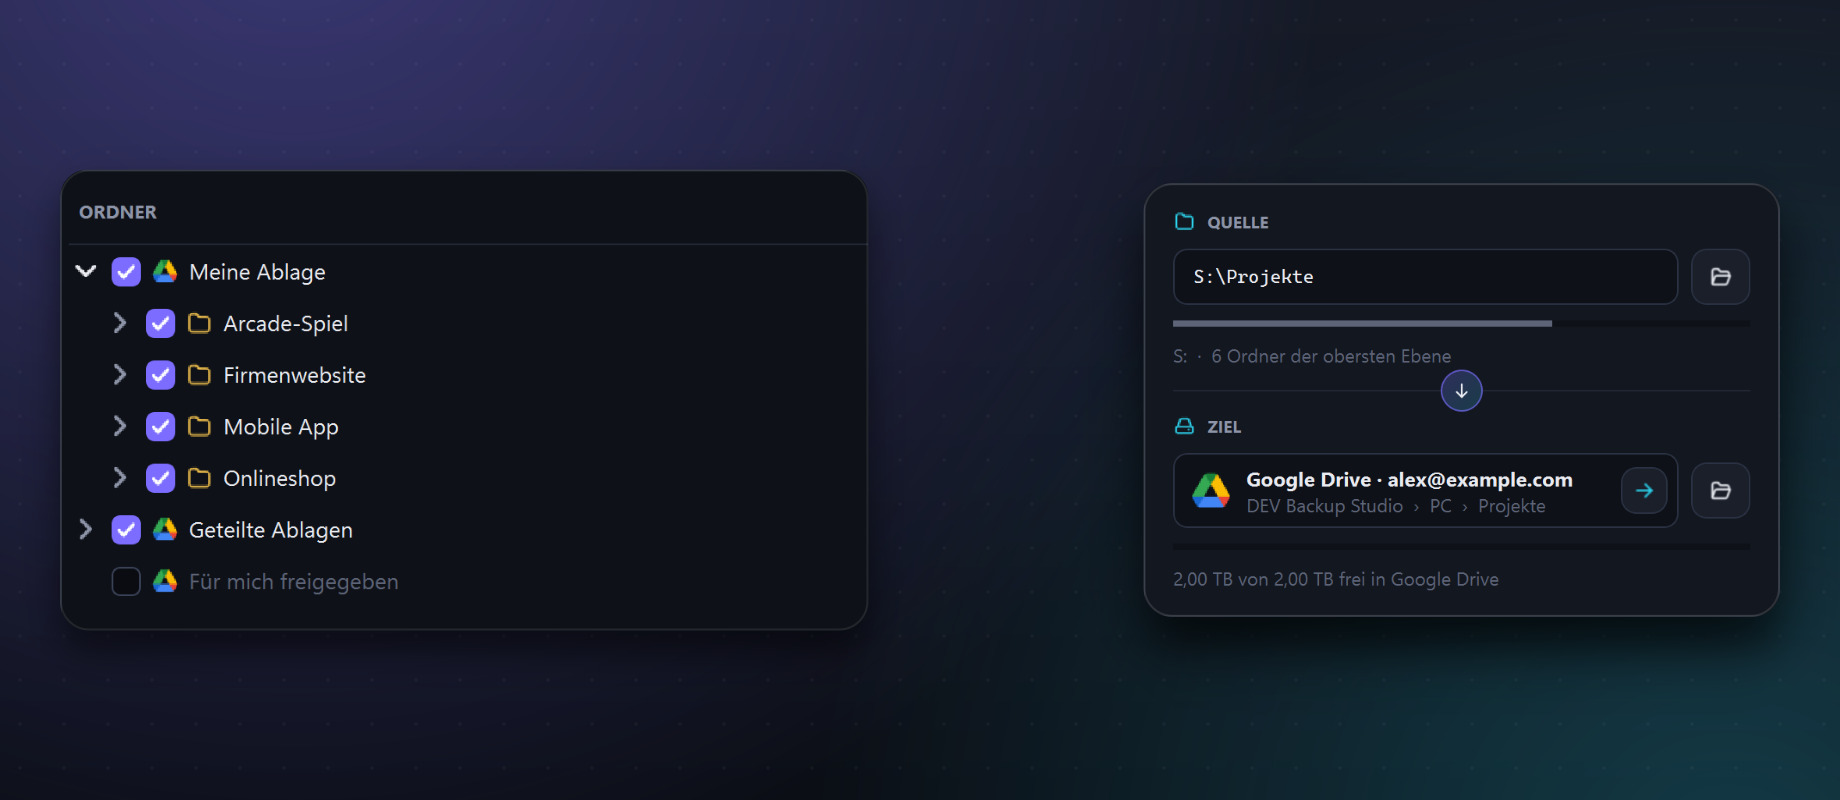 ORDNER
Meine Ablage
Arcade-Spiel
Firmenwebsite
Mobile App
Onlineshop
Geteilte Ablagen
Für mich freigegeben
QUELLE
S:\Projekte
S: · 6 Ordner der obersten Ebene
ZIEL
Google Drive · alex@example.com
DEV Backup Studio › PC › Projekte
2,00 TB von 2,00 TB frei in Google Drive